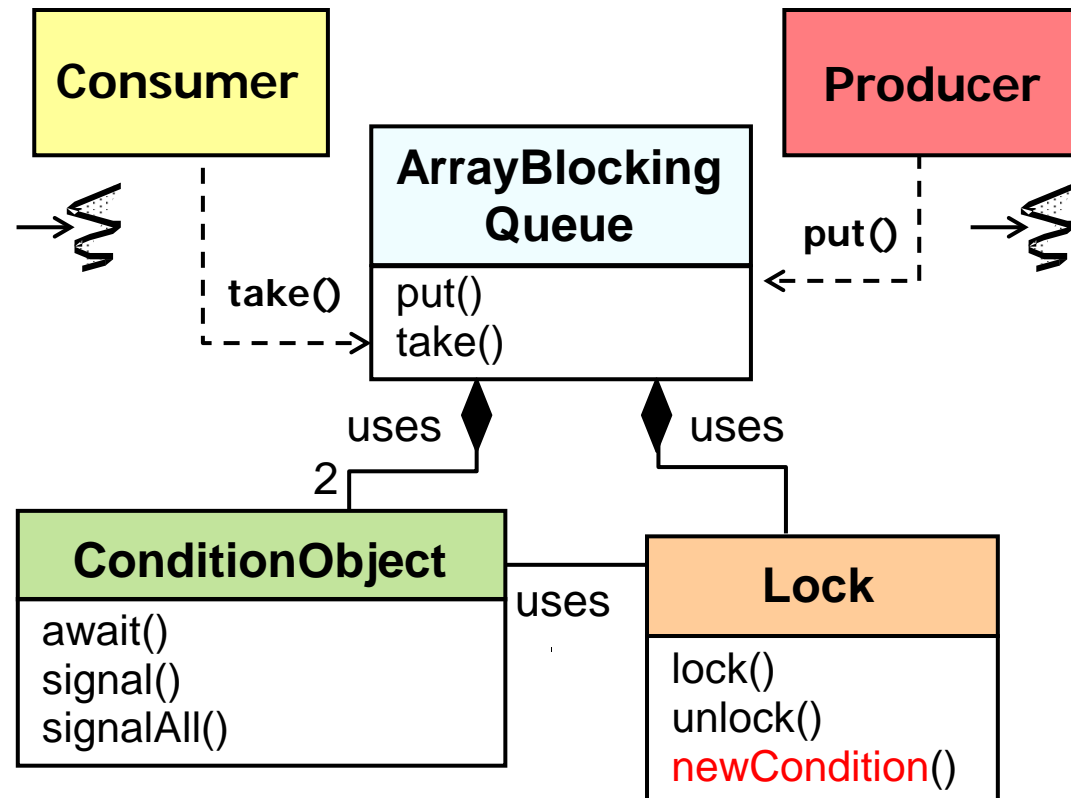 Consumer
Producer
ArrayBlocking
Queue
put()
take()
put()
take()
uses
uses
2
ConditionObject
uses
Lock
await()
signal()
signalAll()
lock()
unlock()
newCondition()